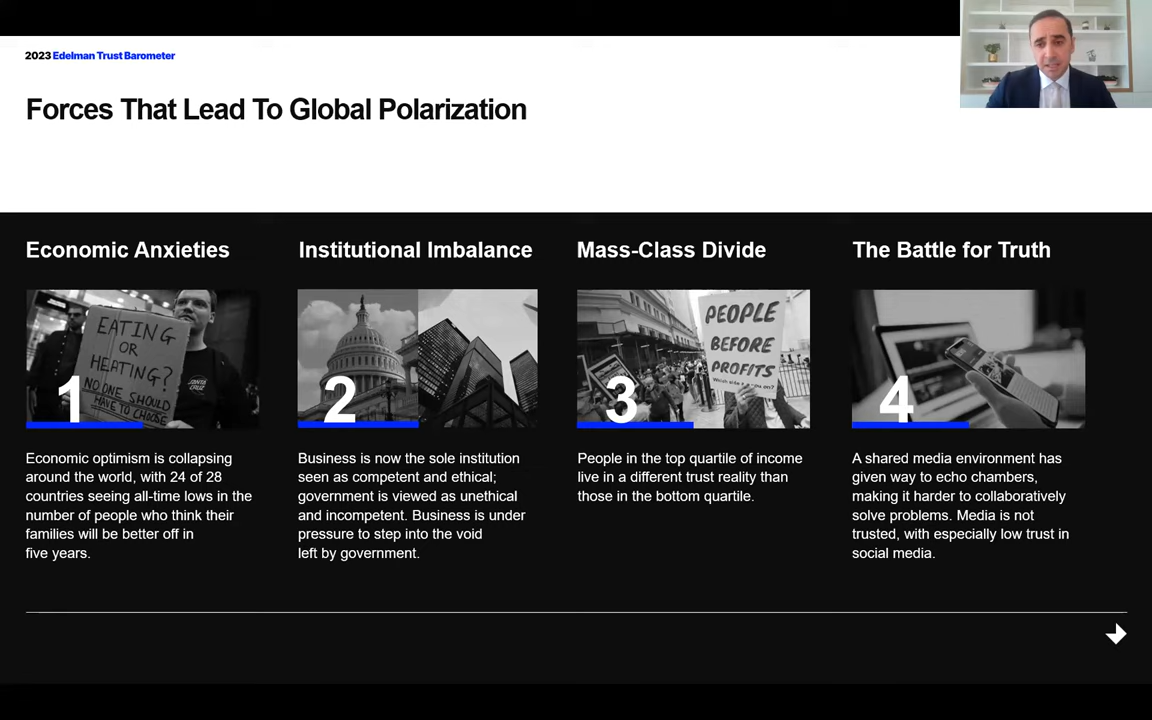 2023 Edelman Trust Barometer
Forces That Lead To Global Polarization
Economic Anxieties
EATING
OR
HEATING?
NO ONE SHOULD
HAVE TO CHOOSE
SANTA
CRUZ
1
Economic optimism is collapsing
around the world, with 24 of 28
countries seeing all-time lows in the
number of people who think their
families will be better off in
five years.
Institutional Imbalance
2
Business is now the sole institution
seen as competent and ethical;
government is viewed as unethical
and incompetent. Business is under
pressure to step into the void
left by government.
Mass-Class Divide
PEOPLE
BEFORE
PROFITS
Which side you on?
3
People in the top quartile of income
live in a different trust reality than
those in the bottom quartile.
The Battle for Truth
4
A shared media environment has
given way to echo chambers,
making it harder to collaboratively
solve problems. Media is not
trusted, with especially low trust in
social media.